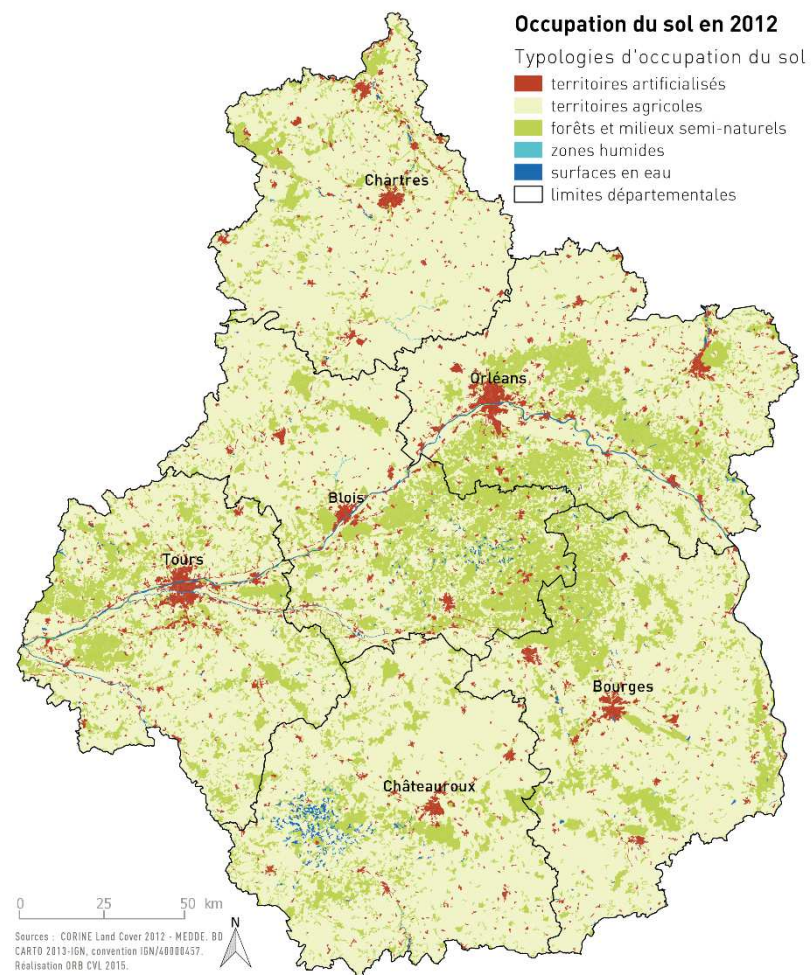 Occupation du sol en 2012
Typologies d'occupation du sol
territoires artificialisés
territoires agricoles
forêts et milieux semi-naturels
zones humides
surfaces en eau
limites départementales
Chartres
Orléans
Blois
Tours
Bourges
Châteauroux
0 25 50 km
N
Sources : CORINE Land Cover 2012 - MEDDE. BD
CARTO 2013-IGN, convention IGN/40000457.
Réalisation ORB CVL 2015.